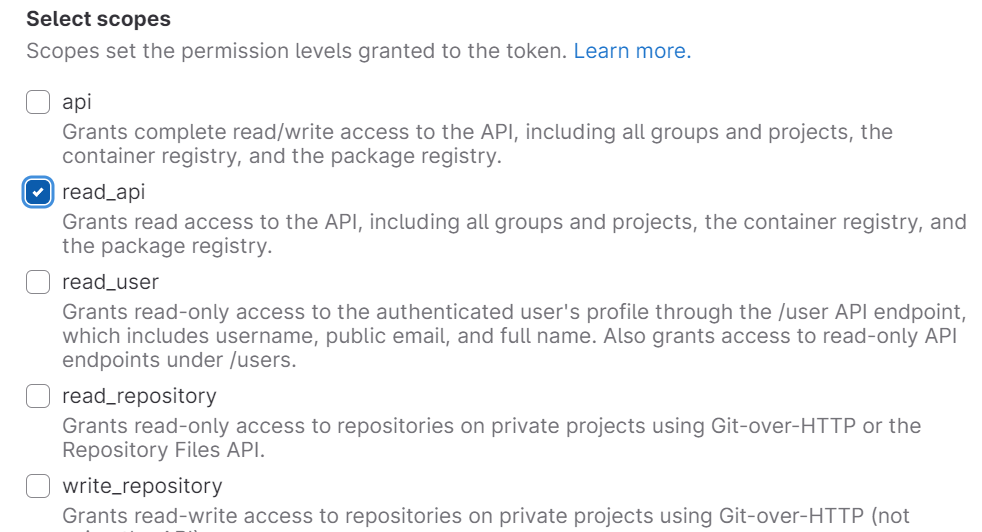 Select scopes
Scopes set the permission levels granted to the token. Learn more.
api
Grants complete read/write access to the API, including all groups and projects, the
container registry, and the package registry.
read_api
Grants read access to the API, including all groups and projects, the container registry, and
the package registry.
read_user
Grants read-only access to the authenticated user's profile through the /user API endpoint,
which includes username, public email, and full name. Also grants access to read-only API
endpoints under /users.
read_repository
Grants read-only access to repositories on private projects using Git-over-HTTP or the
Repository Files API.
write_repository
Grants read-write access to repositories on private projects using Git-over-HTTP (not